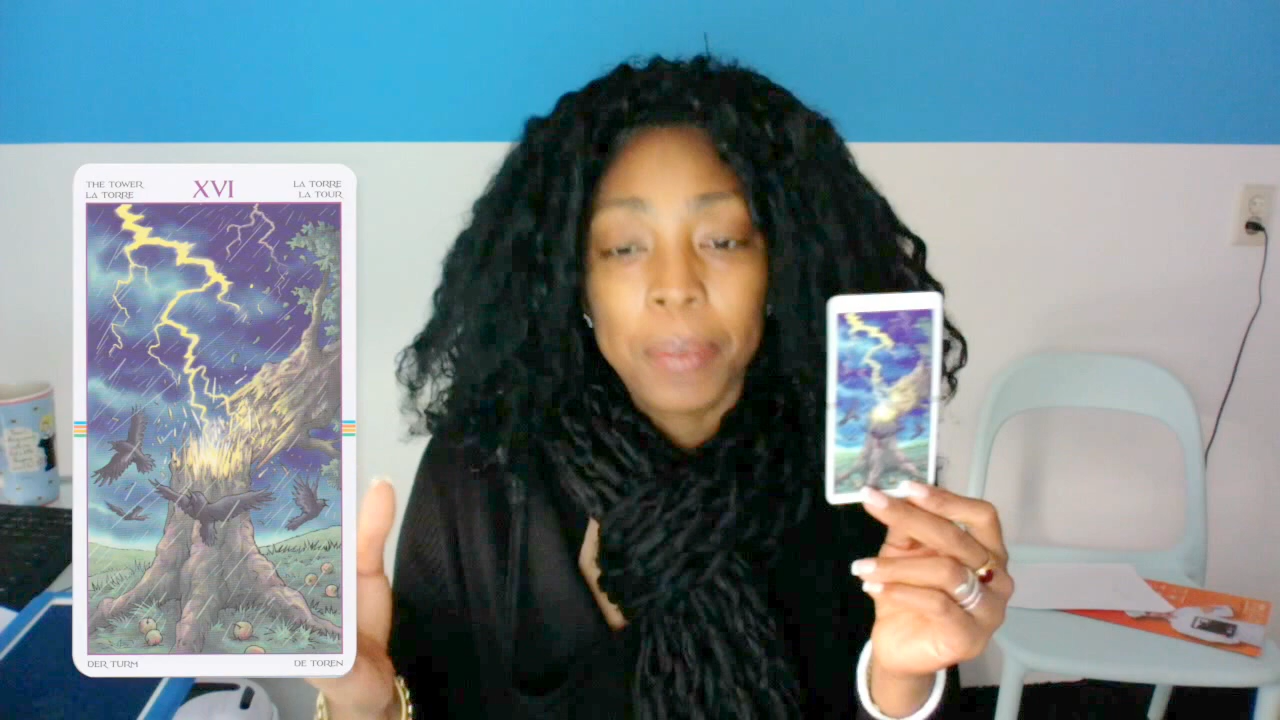 THE TOWER
LA TORRE
XVI
LA TORRE
LA TOUR
DER TURM
DE TOREN